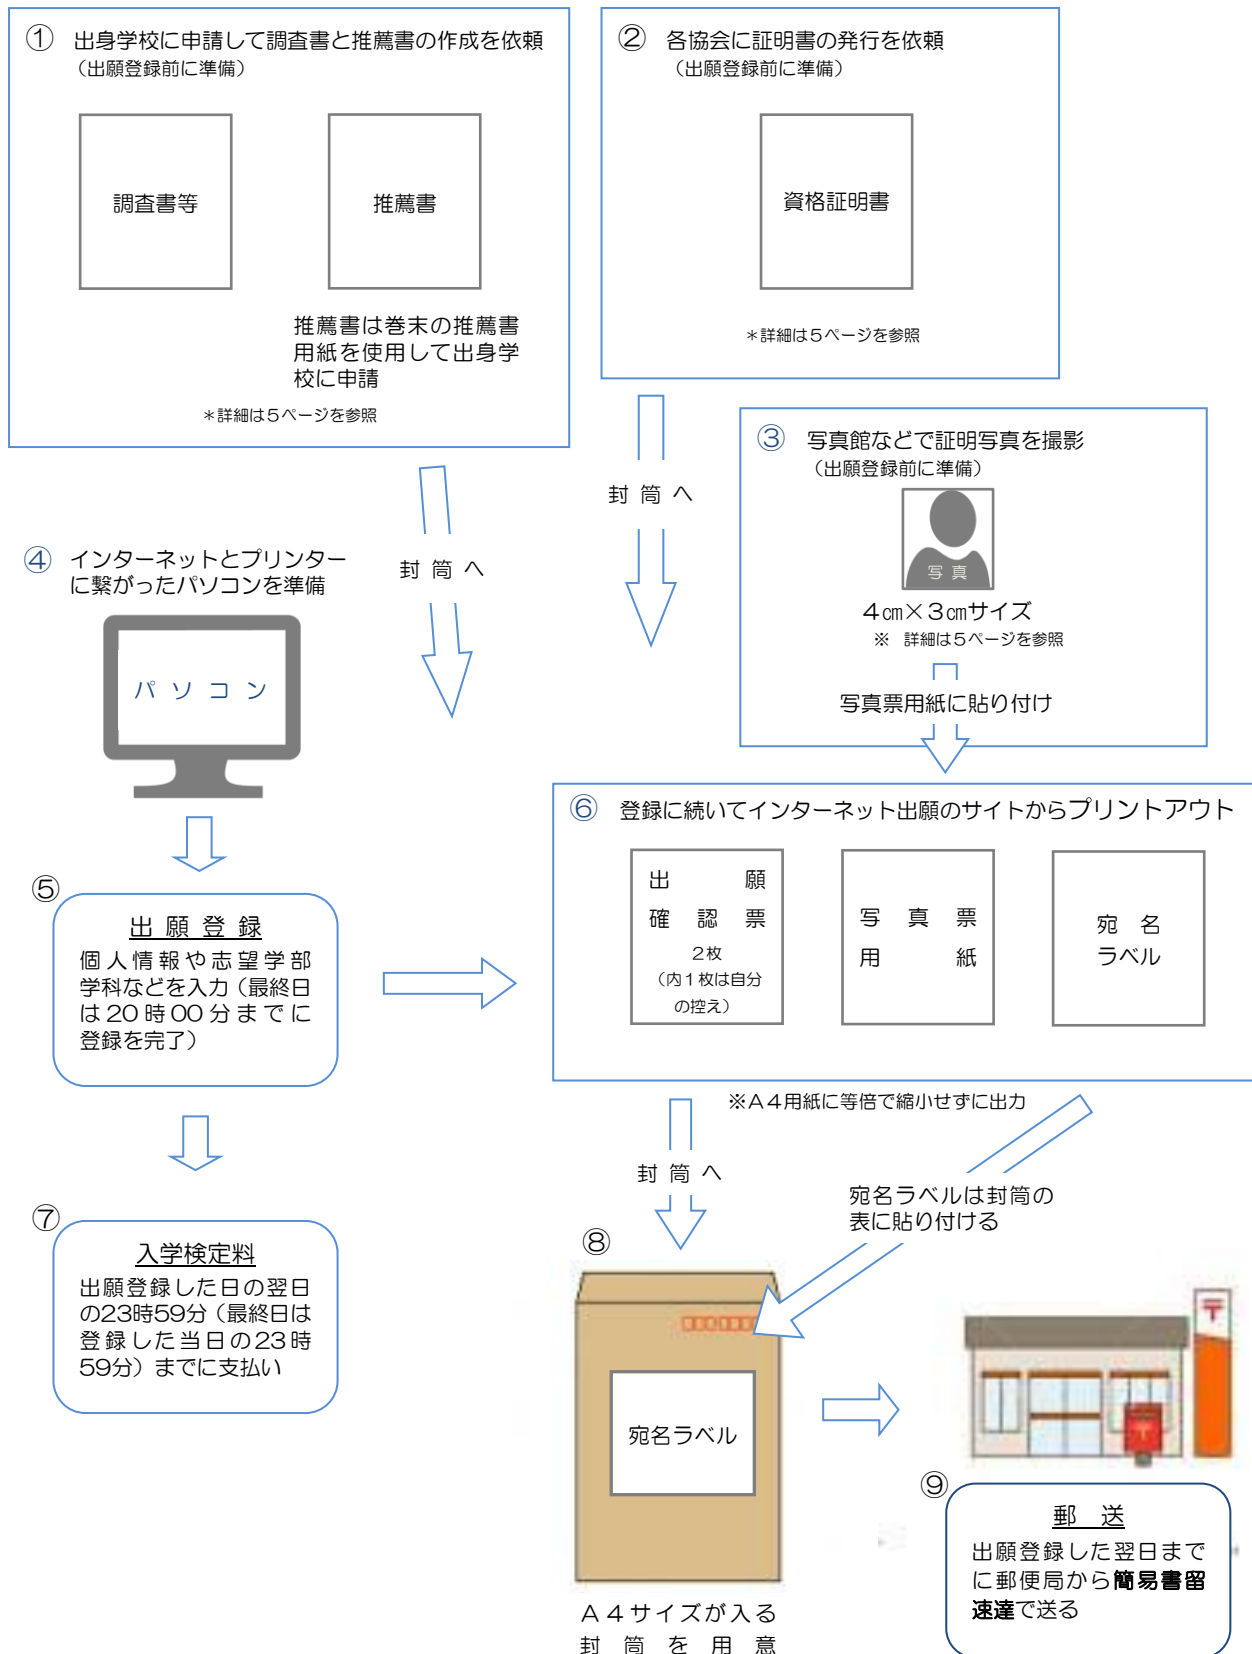 ① 出身学校に申請して調査書と推薦書の作成を依頼
（出願登録前に準備）
調査書等
推薦書
推薦書は巻末の推薦書
用紙を使用して出身学
校に申請
＊詳細は５ページを参照
② 各協会に証明書の発行を依頼
（出願登録前に準備）
資格証明書
＊詳細は５ページを参照
封筒へ
封筒へ
③ 写真館などで証明写真を撮影
（出願登録前に準備）
写真
４㎝×３㎝サイズ
※ 詳細は５ページを参照
写真票用紙に貼り付け
④ インターネットとプリンター
に繋がったパソコンを準備
パソコン
⑤
出願登録
個人情報や志望学部
学科などを入力（最終日
は20時00分までに
登録を完了）
⑥ 登録に続いてインターネット出願のサイトからプリントアウト
出願
確認票
２枚
（内１枚は自分
の控え）
写真票
用紙
宛名
ラベル
※Ａ４用紙に等倍で縮小せずに出力
封筒へ
宛名ラベルは封筒の
表に貼り付ける
⑦
入学検定料
出願登録した日の翌日
の23時59分（最終日は
登録した当日の23時
59分）までに支払い
⑧
宛名ラベル
Ａ４サイズが入る
封筒を用意
〒
〒
⑨
郵送
出願登録した翌日まで
に郵便局から簡易書留
速達で送る